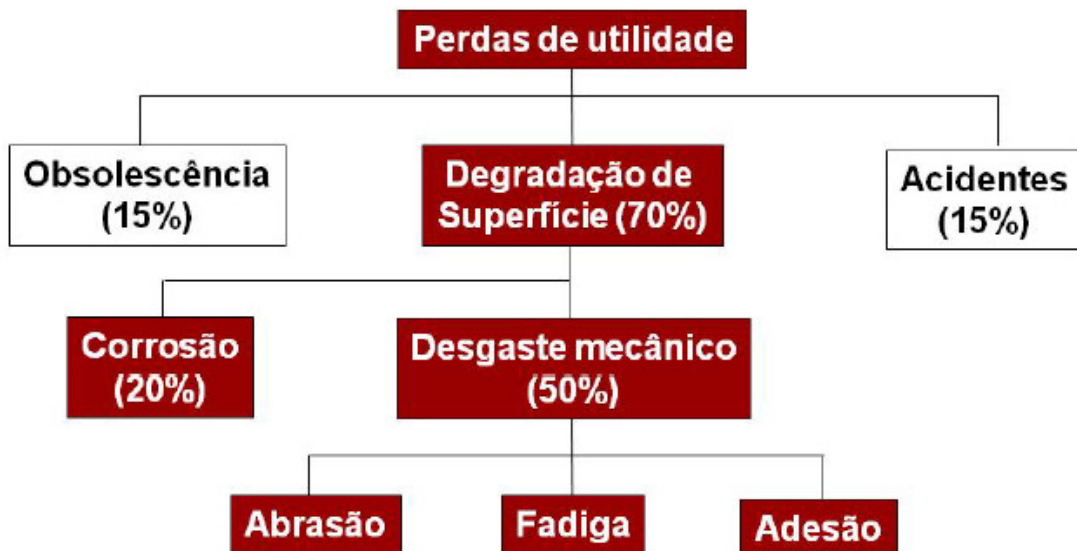 Perdas de utilidade
Obsolescência
(15%)
Degradação de
Superfície (70%)
Acidentes
(15%)
Corrosão
(20%)
Desgaste mecânico
(50%)
Abrasão
Fadiga
Adesão